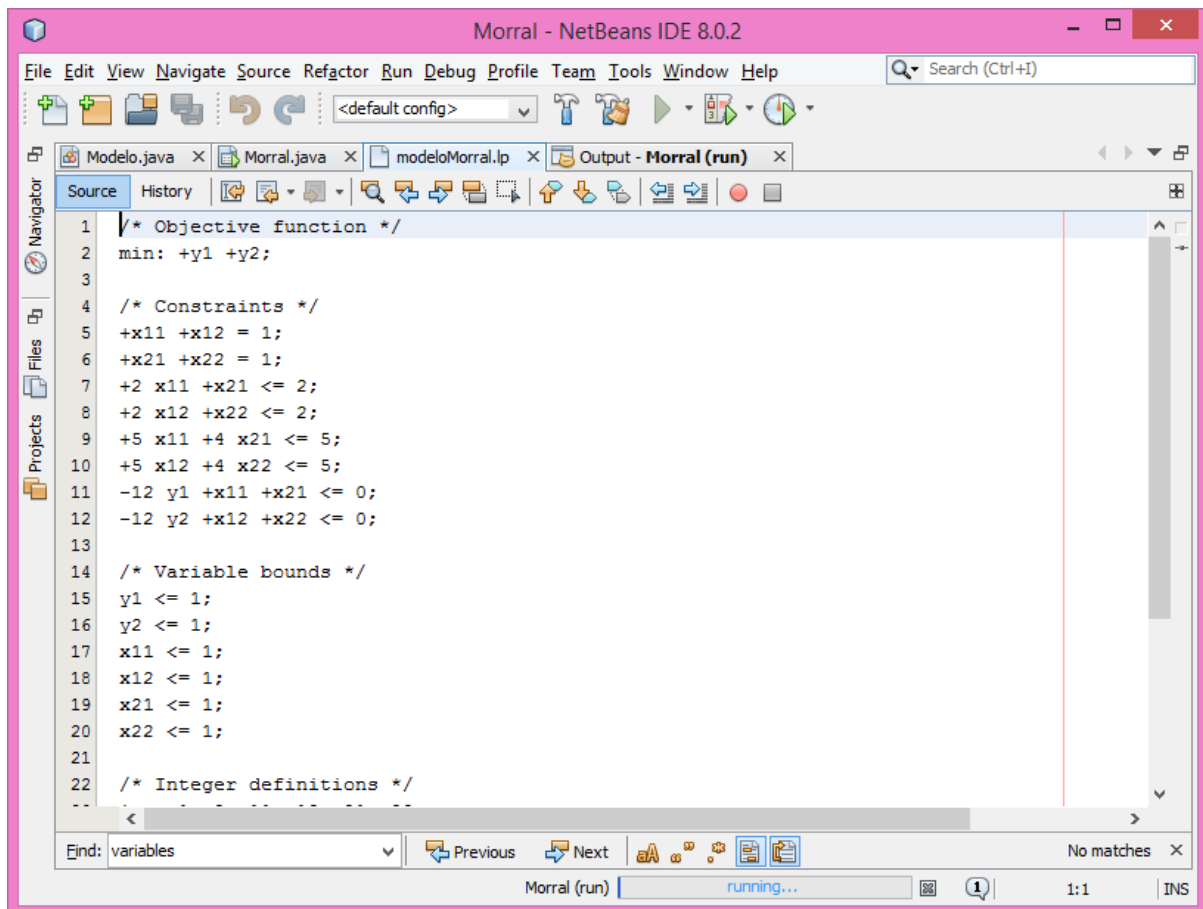 Morral - NetBeans IDE 8.0.2
File Edit View Navigate Source Refactor Run Debug Profile Team Tools Window Help
Search (Ctrl+I)
<default config>
Modelo.java Morral.java modeloMorral.lp Output - Morral (run)
Source History
Navigator
Files
Projects
1 /* Objective function */
2 min: +y1 +y2;
3
4 /* Constraints */
5 +x11 +x12 = 1;
6 +x21 +x22 = 1;
7 +2 x11 +x21 <= 2;
8 +2 x12 +x22 <= 2;
9 +5 x11 +4 x21 <= 5;
10 +5 x12 +4 x22 <= 5;
11 -12 y1 +x11 +x21 <= 0;
12 -12 y2 +x12 +x22 <= 0;
13
14 /* Variable bounds */
15 y1 <= 1;
16 y2 <= 1;
17 x11 <= 1;
18 x12 <= 1;
19 x21 <= 1;
20 x22 <= 1;
21
22 /* Integer definitions */
Find: variables Previous Next No matches
Morral (run) running... 1 1:1 INS